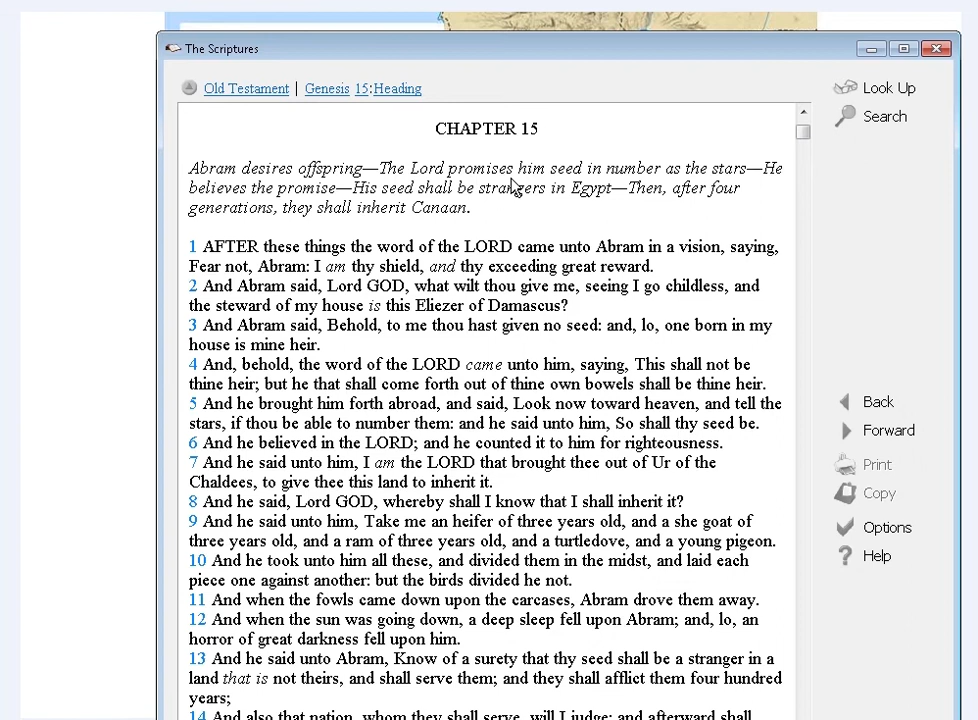 The Scriptures
Old Testament | Genesis 15:Heading
Look Up
Search
CHAPTER 15
Abram desires offspring—The Lord promises him seed in number as the stars—He
believes the promise—His seed shall be strangers in Egypt—Then, after four
generations, they shall inherit Canaan.
1 AFTER these things the word of the LORD came unto Abram in a vision, saying,
Fear not, Abram: I am thy shield, and thy exceeding great reward.
2 And Abram said, Lord GOD, what wilt thou give me, seeing I go childless, and
the steward of my house is this Eliezer of Damascus?
3 And Abram said, Behold, to me thou hast given no seed: and, lo, one born in my
house is mine heir.
4 And, behold, the word of the LORD came unto him, saying, This shall not be
thine heir; but he that shall come forth out of thine own bowels shall be thine heir.
5 And he brought him forth abroad, and said, Look now toward heaven, and tell the
stars, if thou be able to number them: and he said unto him, So shall thy seed be.
6 And he believed in the LORD; and he counted it to him for righteousness.
7 And he said unto him, I am the LORD that brought thee out of Ur of the
Chaldees, to give thee this land to inherit it.
8 And he said, Lord GOD, whereby shall I know that I shall inherit it?
9 And he said unto him, Take me an heifer of three years old, and a she goat of
three years old, and a ram of three years old, and a turtledove, and a young pigeon.
10 And he took unto him all these, and divided them in the midst, and laid each
piece one against another: but the birds divided he not.
11 And when the fowls came down upon the carcases, Abram drove them away.
12 And when the sun was going down, a deep sleep fell upon Abram; and, lo, an
horror of great darkness fell upon him.
13 And he said unto Abram, Know of a surety that thy seed shall be a stranger in a
land that is not theirs, and shall serve them; and they shall afflict them four hundred
years;
14 And also that nation, whom they shall serve, will I judge: and afterward shall
Back
Forward
Print
Copy
Options
Help